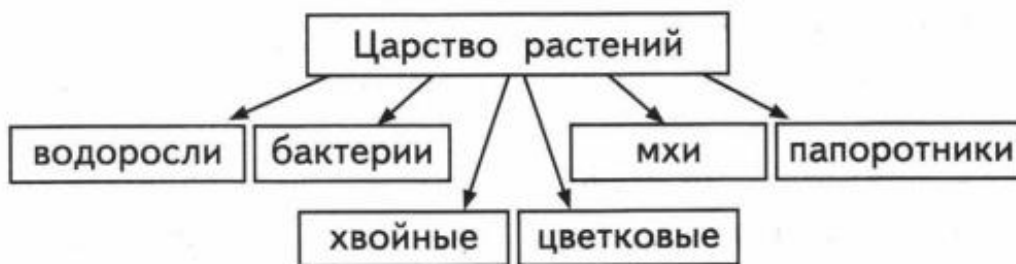 Царство растений
водоросли
бактерии
мхи
папоротники
хвойные
цветковые